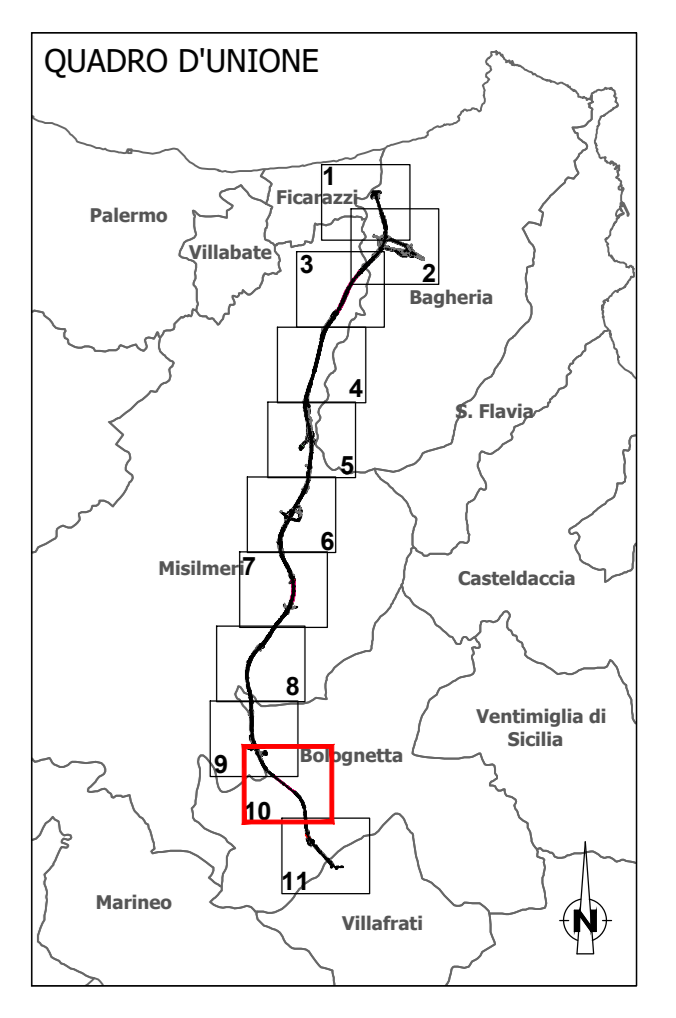 QUADRO D'UNIONE
1
Ficarazzi
Palermo
Villabate
3
2
Bagheria
4
S. Flavia
5
6
Misilmeri
7
Casteldaccia
8
Ventimiglia di
Sicilia
Bolognetta
9
10
11
Marineo
Villafrati
N